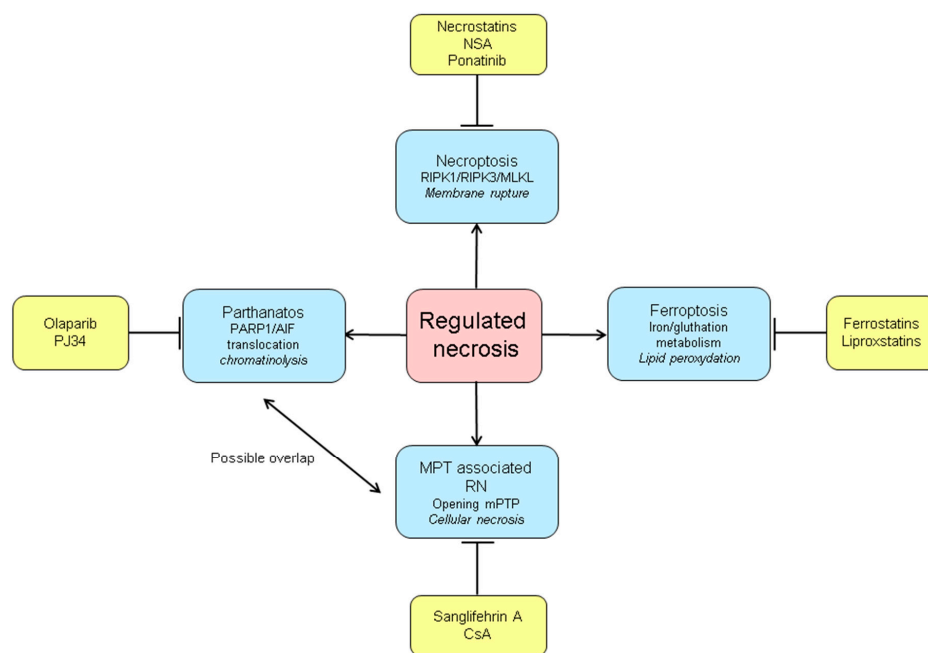 Necrostatins
NSA
Ponatinib
Necroptosis
RIPK1/RIPK3/MLKL
Membrane rupture
Olaparib
PJ34
Parthanatos
PARP1/AIF
translocation
chromatinolysis
Regulated
necrosis
Ferroptosis
Iron/gluthation
metabolism
Lipid peroxydation
Ferrostatins
Liproxstatins
Possible overlap
MPT associated
RN
Opening mPTP
Cellular necrosis
Sanglifehrin A
CsA